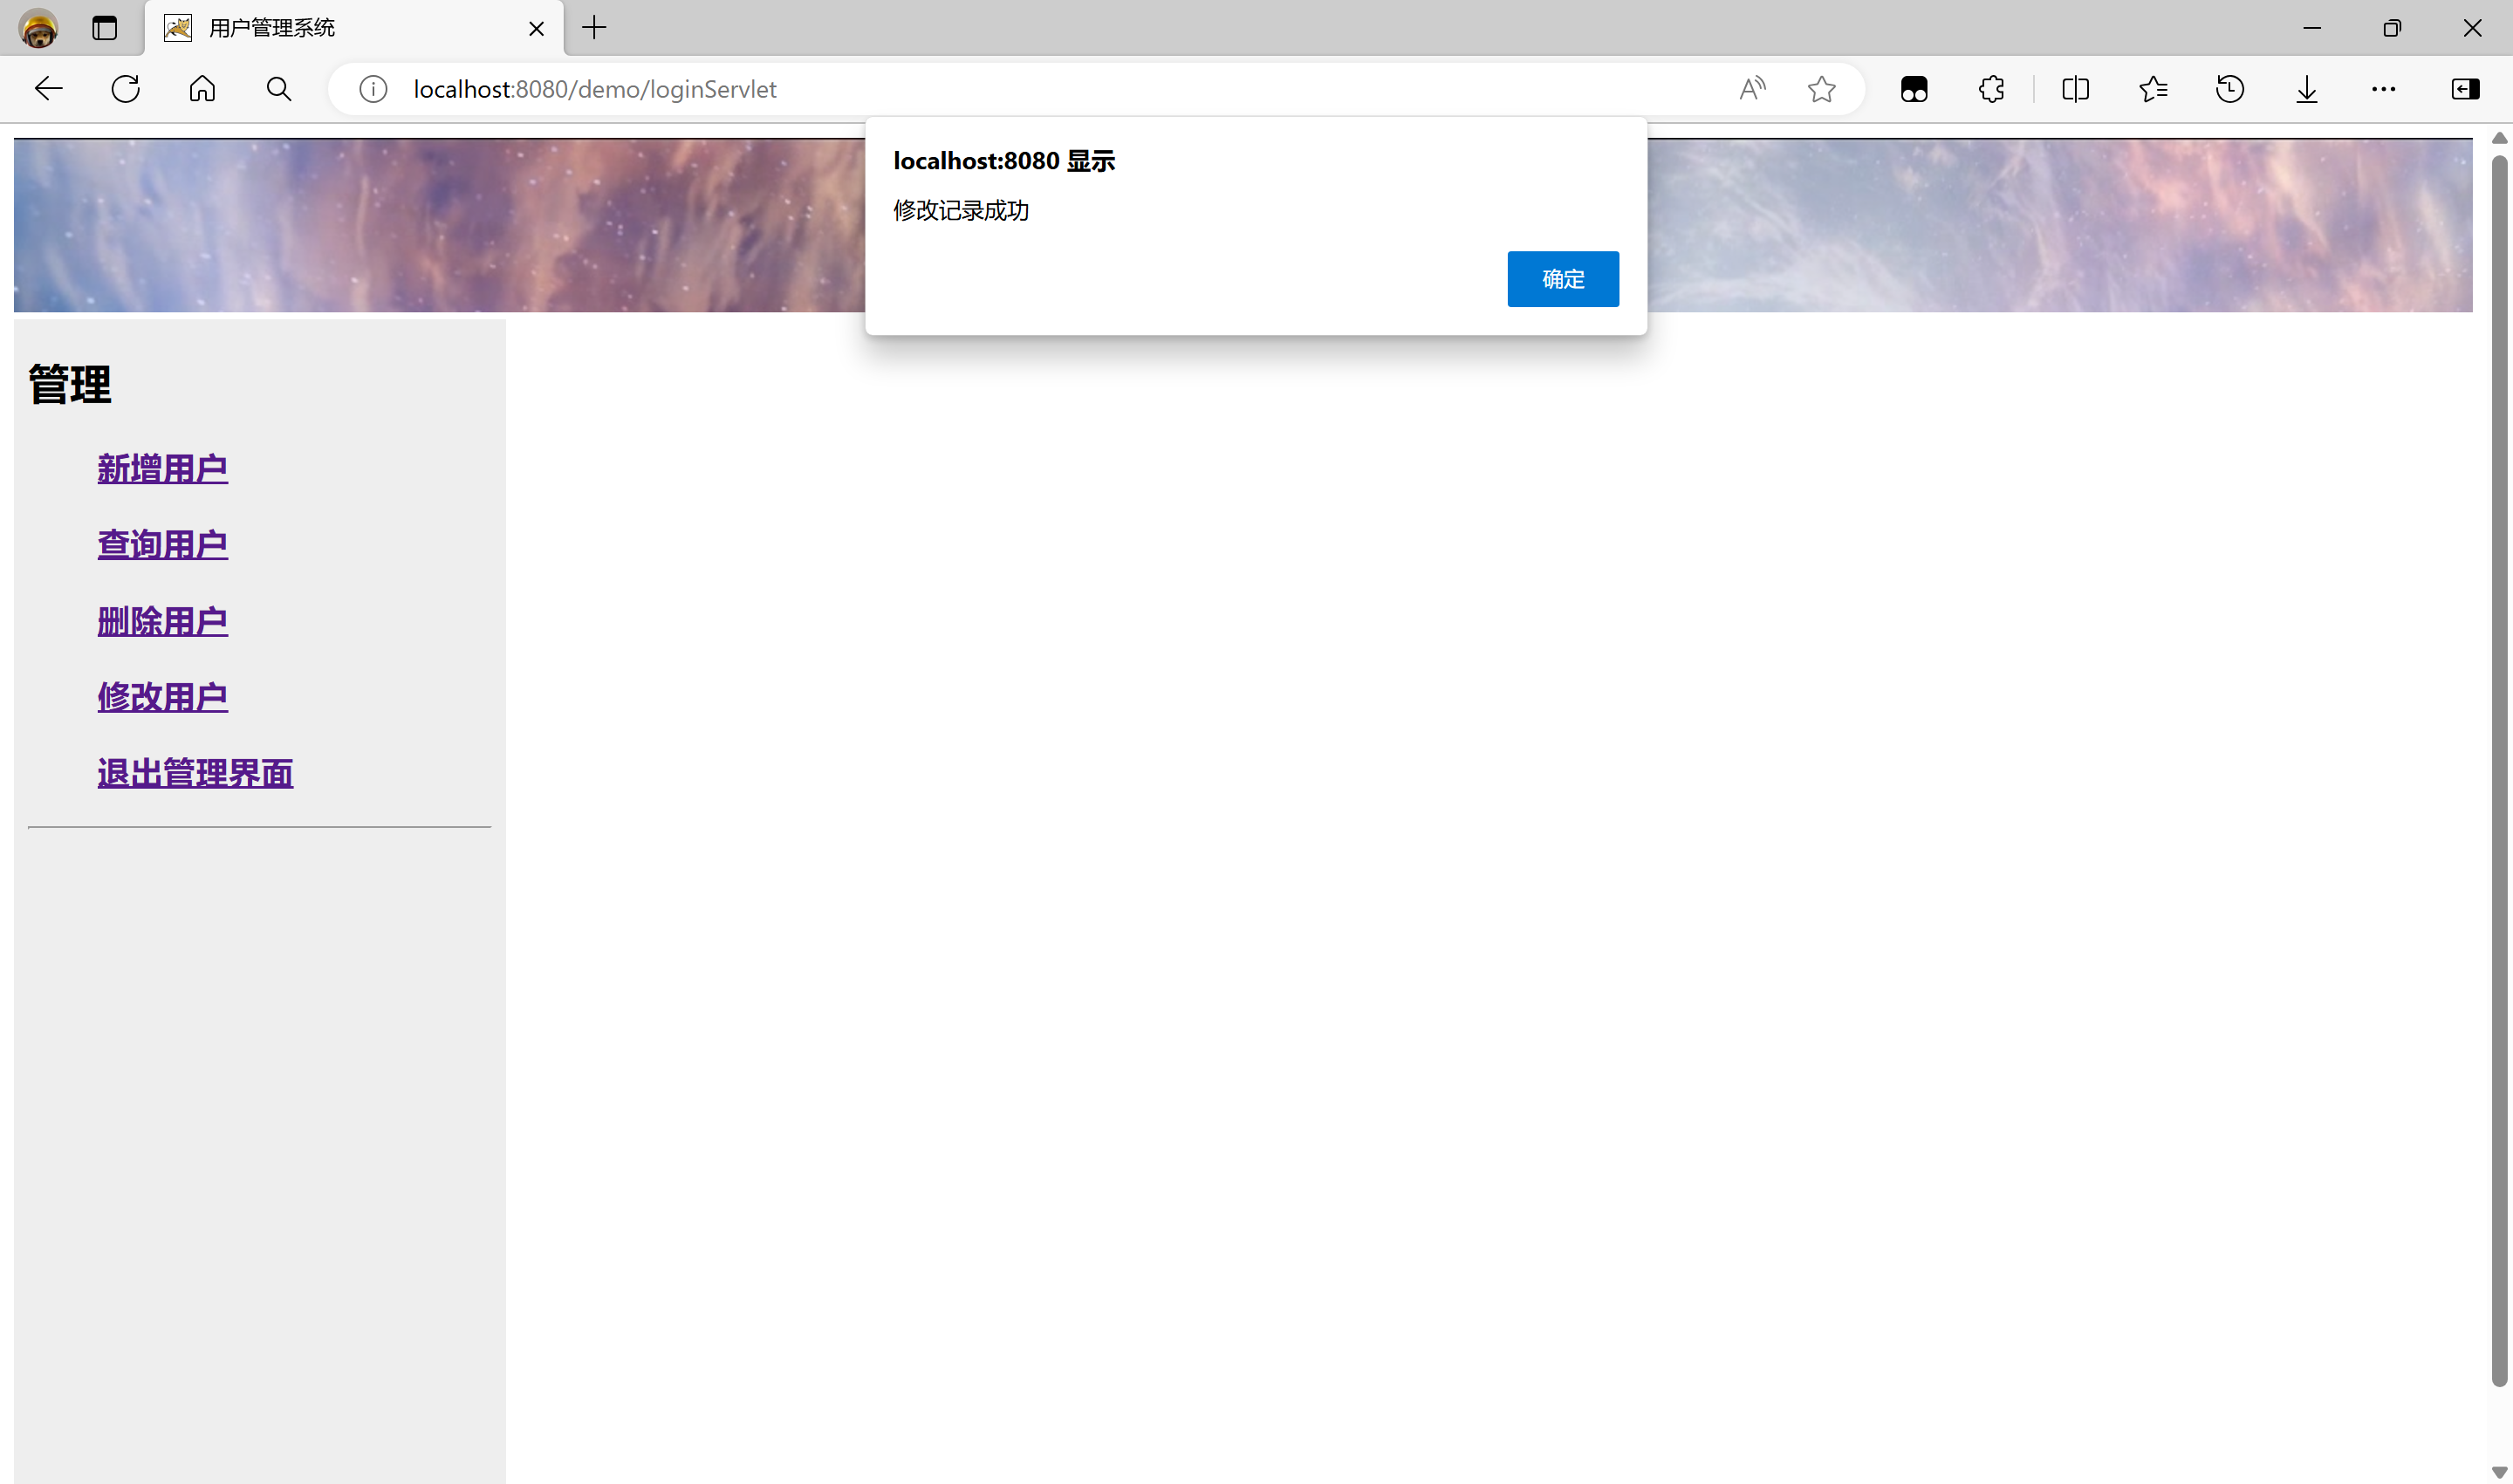 用户管理系统
localhost:8080/demo/loginServlet
localhost:8080 显示
修改记录成功
确定
管理
新增用户
查询用户
删除用户
修改用户
退出管理界面